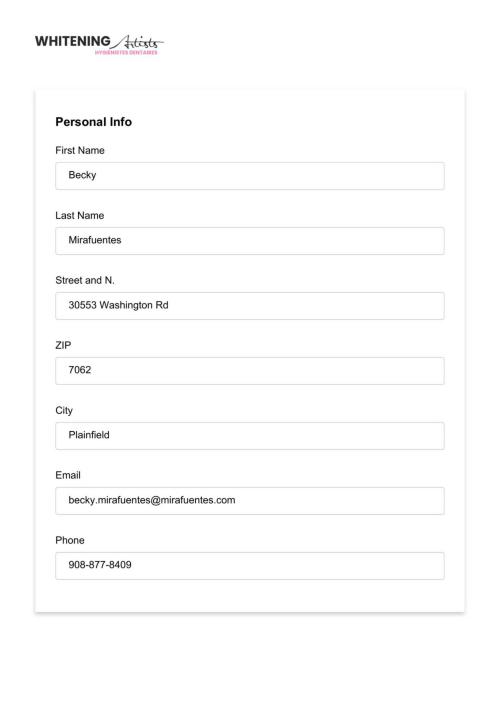 WHITENING Artists
HYGIÉNISTES DENTAIRES
Personal Info
First Name
Becky
Last Name
Mirafuentes
Street and N.
30553 Washington Rd
ZIP
7062
City
Plainfield
Email
becky.mirafuentes@mirafuentes.com
Phone
908-877-8409